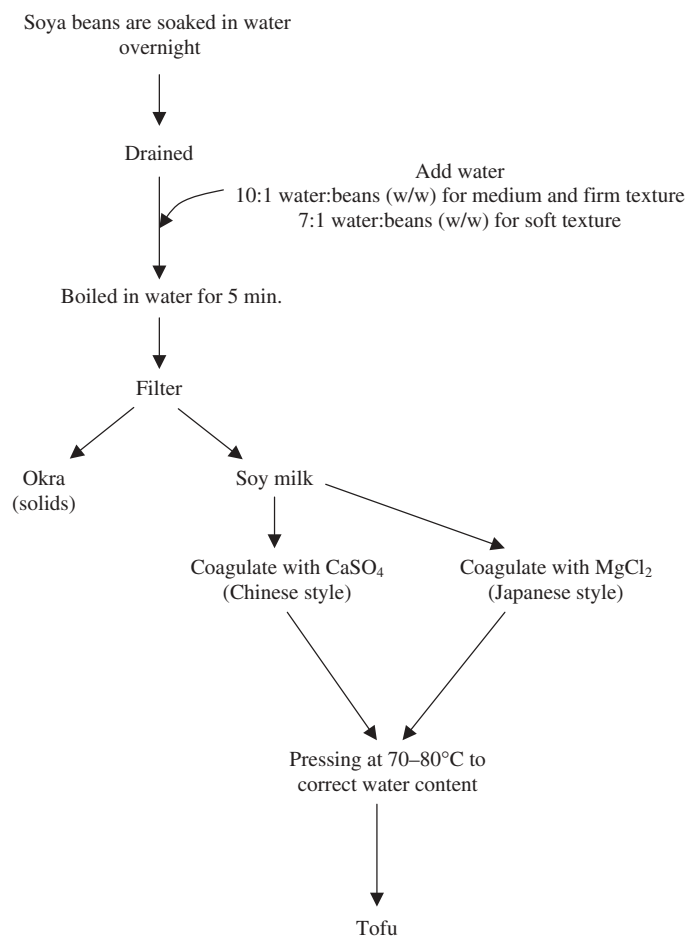 Soya beans are soaked in water
overnight
Drained
Add water
10:1 water:beans (w/w) for medium and firm texture
7:1 water:beans (w/w) for soft texture
Boiled in water for 5 min.
Filter
Okra
(solids)
Soy milk
Coagulate with CaSO₄
(Chinese style)
Coagulate with MgCl₂
(Japanese style)
Pressing at 70–80°C to
correct water content
Tofu